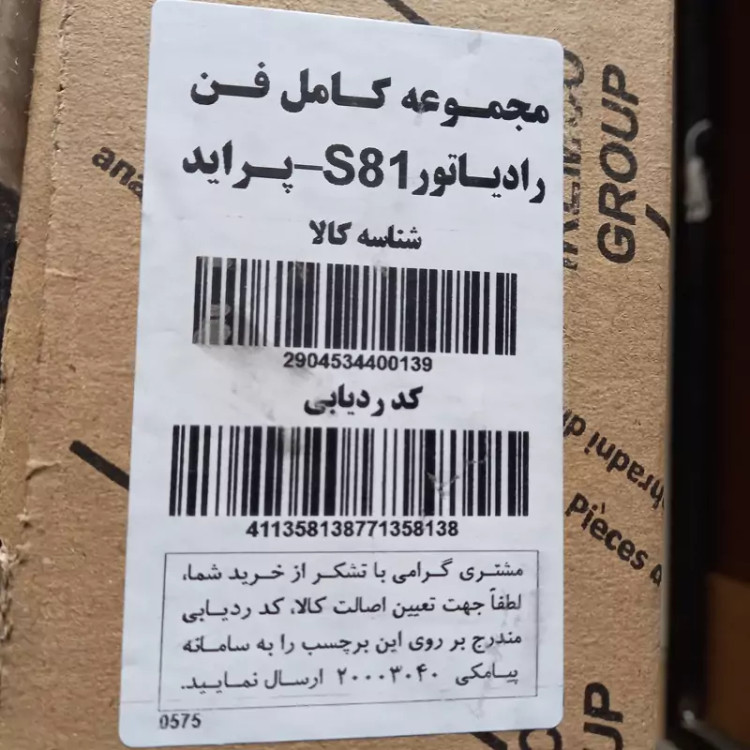 مجموعه کامل فن
رادیاتورS81-پراید
شناسه کالا
2904534400139
کد ردیابی
411358138771358138
مشتری گرامی با تشکر از خرید شما،
لطفاً جهت تعیین اصالت کالا، کد ردیابی
مندرج بر روی این برچسب را به سامانه
پیامکی ۲۰۰۰۳۰۴۰ ارسال نمایید.
0575
GROUP
Pièces